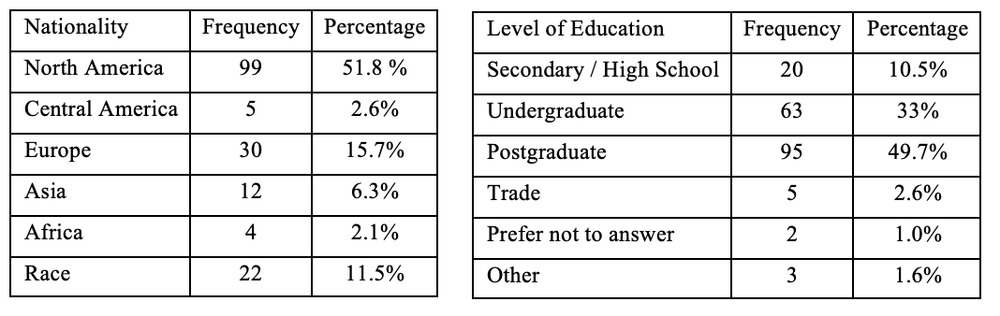 Nationality Frequency Percentage
North America 99 51.8 %
Central America 5 2.6%
Europe 30 15.7%
Asia 12 6.3%
Africa 4 2.1%
Race 22 11.5%
Level of Education Frequency Percentage
Secondary / High School 20 10.5%
Undergraduate 63 33%
Postgraduate 95 49.7%
Trade 5 2.6%
Prefer not to answer 2 1.0%
Other 3 1.6%